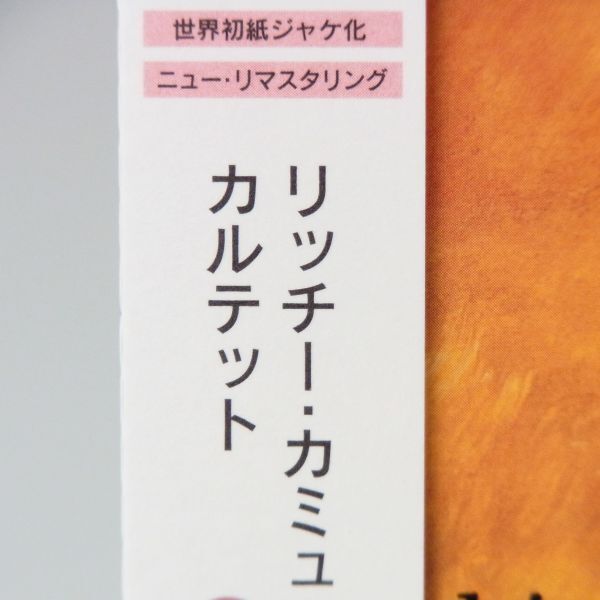 世界初紙ジャケ化
ニュー・リマスタリング
リッチー・カミュ
カルテット